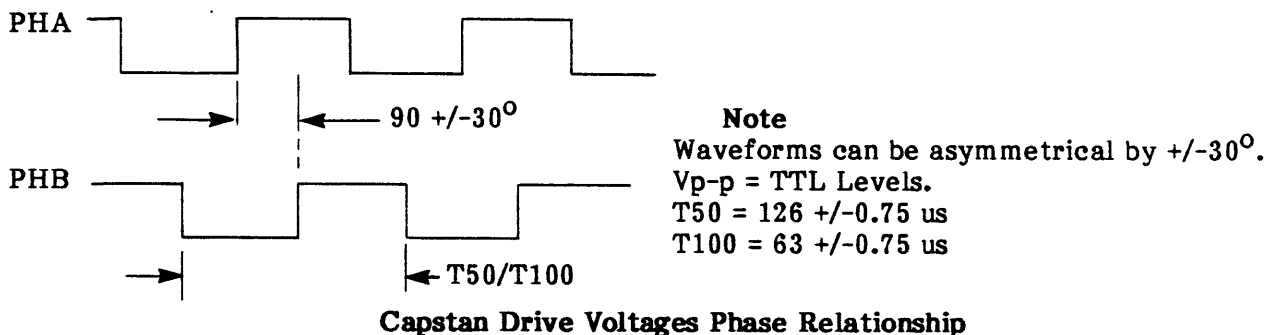 PHA
90 +/-30°
Note
Waveforms can be asymmetrical by +/-30°.
Vp-p = TTL Levels.
T50 = 126 +/-0.75 us
T100 = 63 +/-0.75 us
PHB
T50/T100
Capstan Drive Voltages Phase Relationship